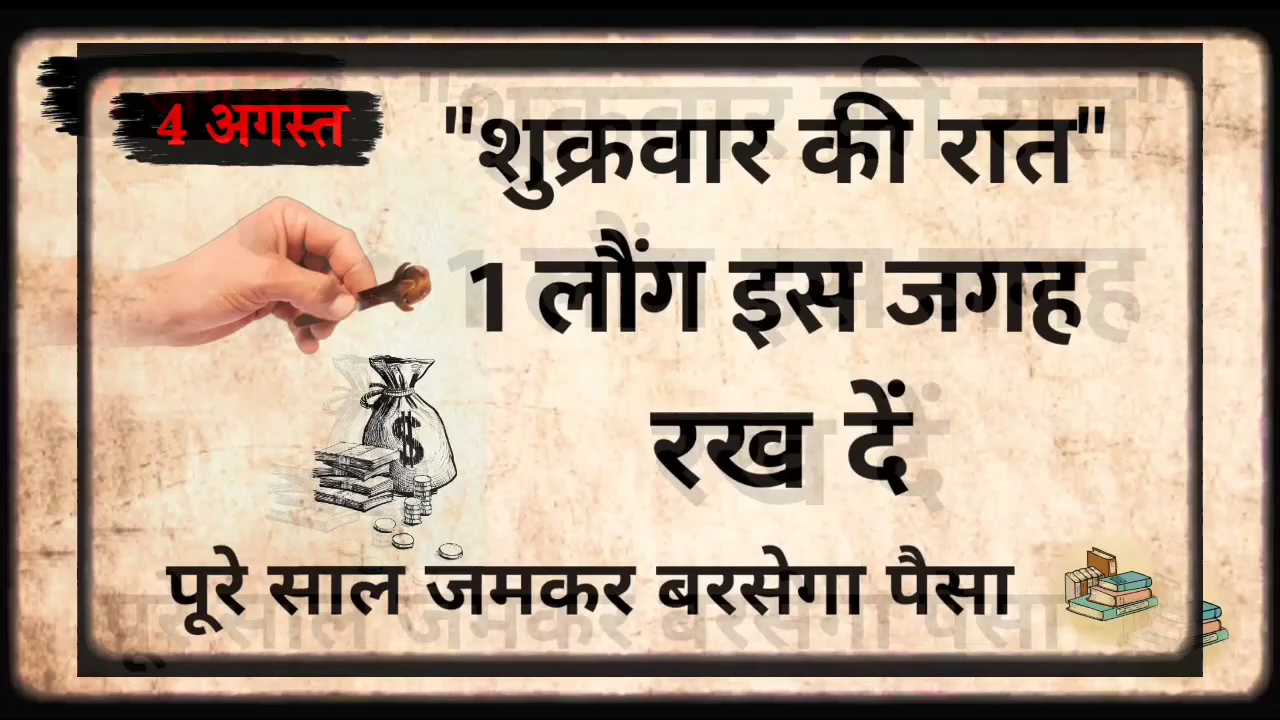 4 अगस्त
"शुक्रवार की रात"
1 लौंग इस जगह
रख दें
पूरे साल जमकर बरसेगा पैसा
$